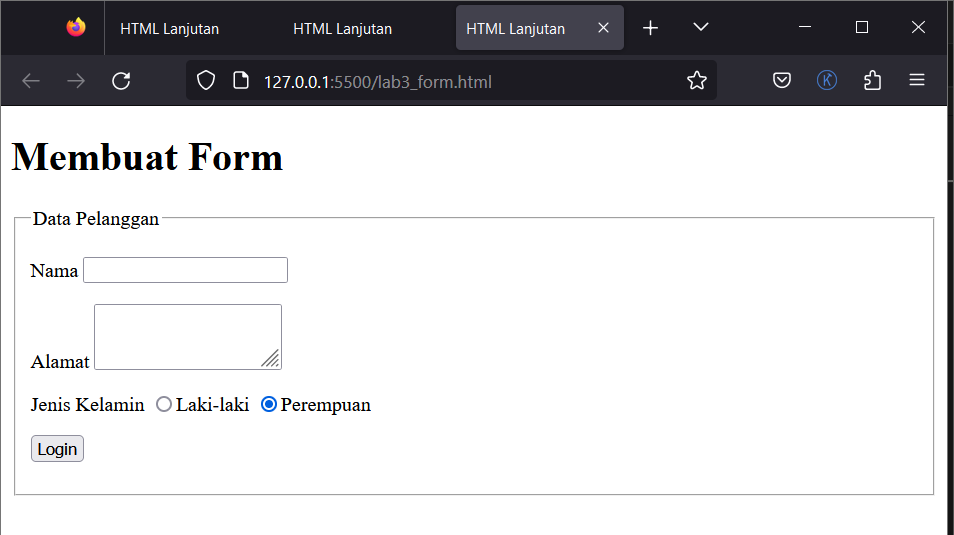 HTML Lanjutan HTML Lanjutan HTML Lanjutan
127.0.0.1:5500/lab3_form.html
Membuat Form
Data Pelanggan
Nama
Alamat
Jenis Kelamin Laki-laki Perempuan
Login